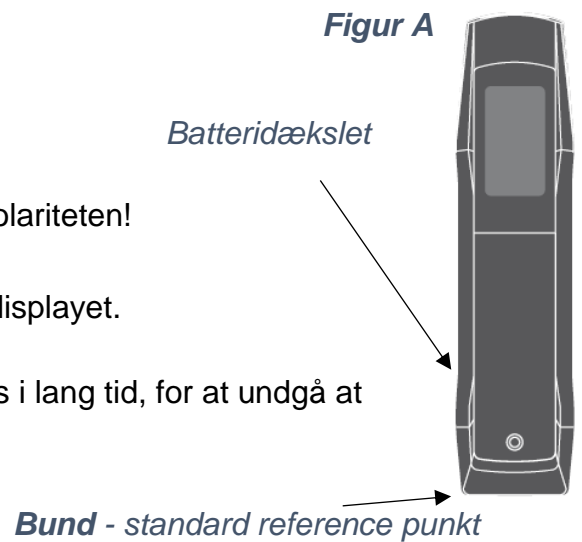 Figur A
Batteridækslet
olariteten!
displayet.
s i lang tid, for at undgå at
Bund - standard reference punkt